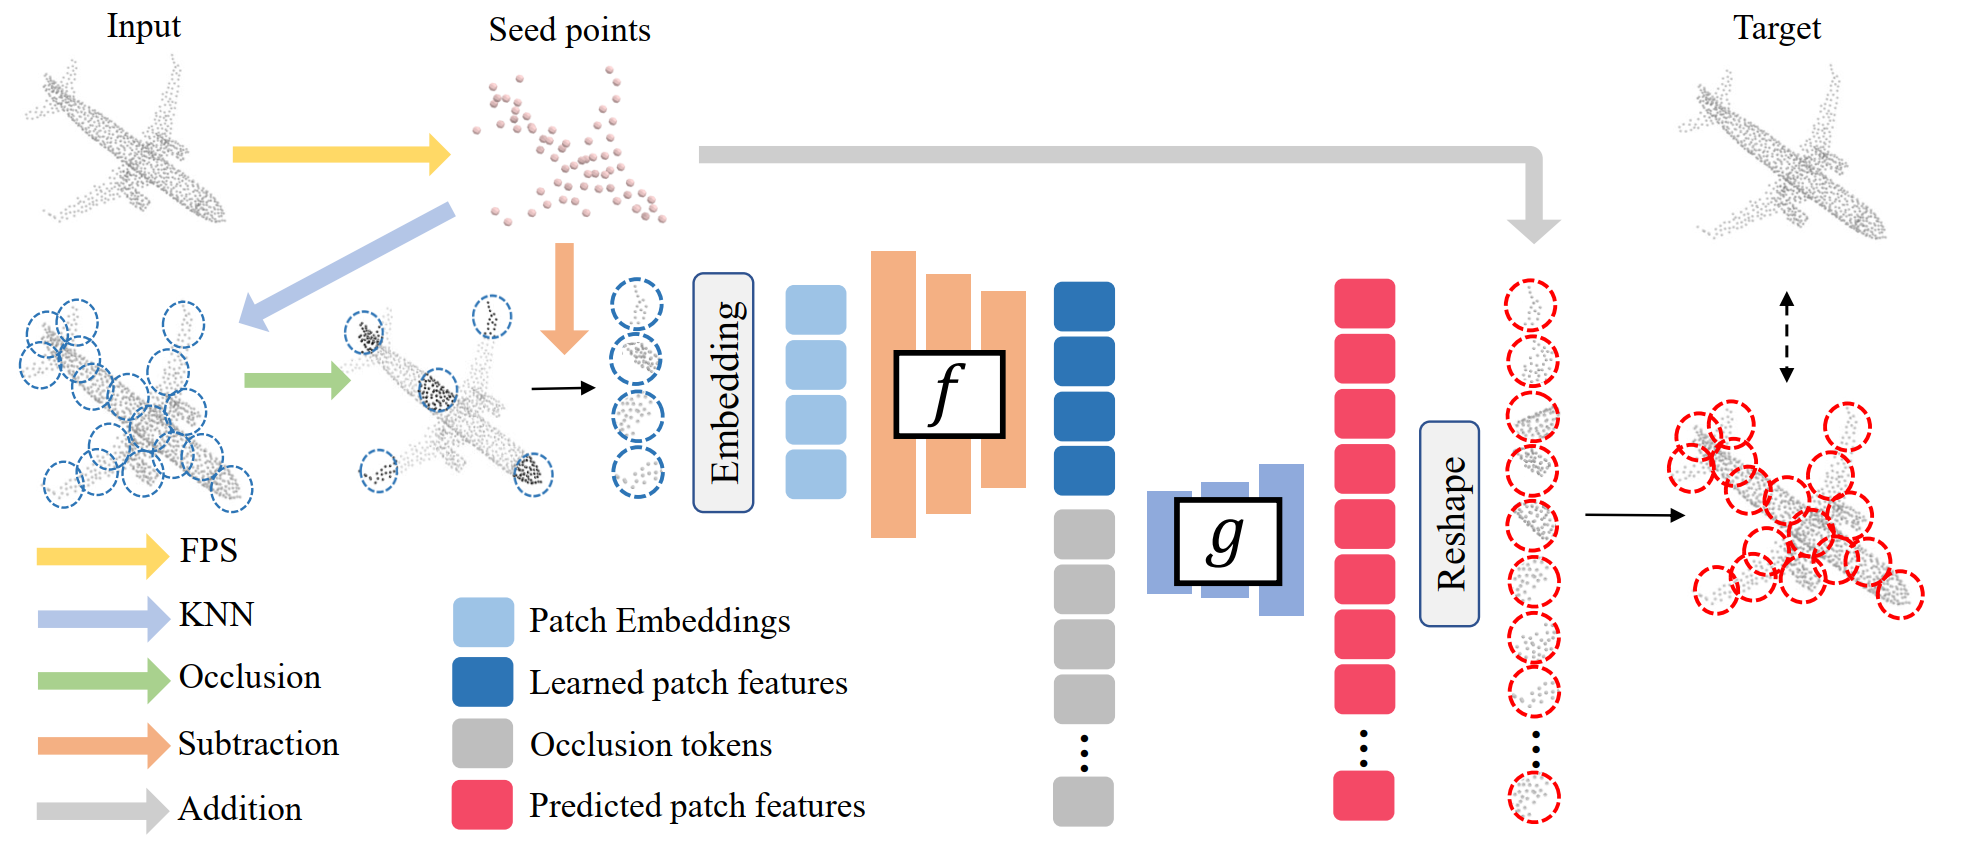 Input
Seed points
Target
Embedding
f
g
Reshape
FPS
KNN
Occlusion
Subtraction
Addition
Patch Embeddings
Learned patch features
Occlusion tokens
Predicted patch features